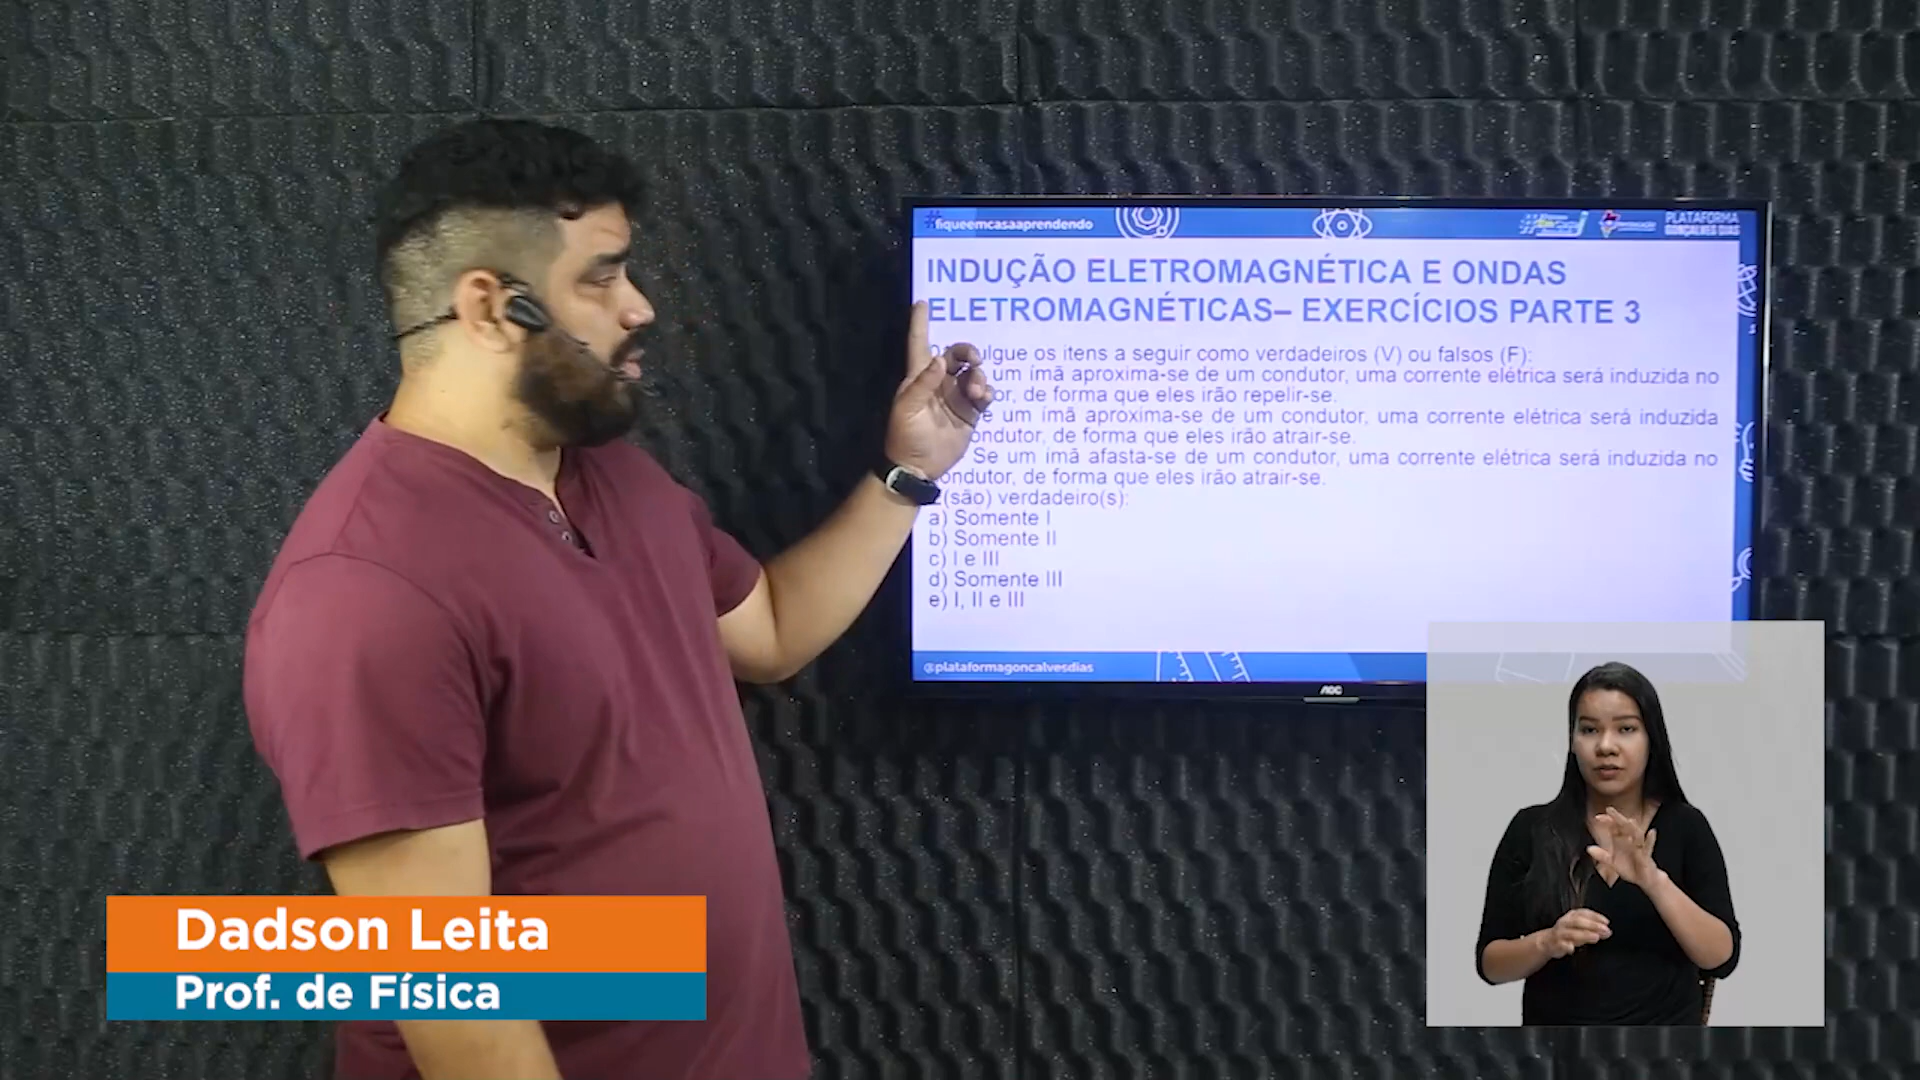 #fiqueemcasaaprendendo
PLATAFORMA
GONÇALVES DIAS
INDUÇÃO ELETROMAGNÉTICA E ONDAS
ELETROMAGNÉTICAS– EXERCÍCIOS PARTE 3
ulgue os itens a seguir como verdadeiros (V) ou falsos (F):
um ímã aproxima-se de um condutor, uma corrente elétrica será induzida no
or, de forma que eles irão repelir-se.
e um ímã aproxima-se de um condutor, uma corrente elétrica será induzida
ondutor, de forma que eles irão atrair-se.
Se um ímã afasta-se de um condutor, uma corrente elétrica será induzida no
condutor, de forma que eles irão atrair-se.
(são) verdadeiro(s):
a) Somente I
b) Somente II
c) I e III
d) Somente III
e) I, II e III
@plataformagoncalvesdias
AOC
Dadson Leita
Prof. de Física